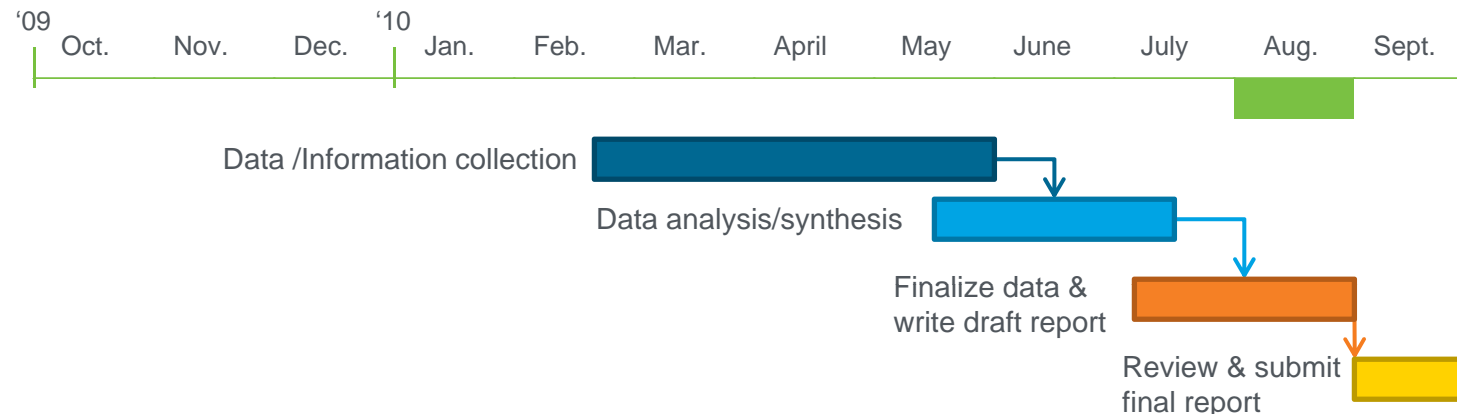 ‘09
‘10
Oct. Nov. Dec. Jan. Feb. Mar. April May June July Aug. Sept.
Data /Information collection
Data analysis/synthesis
Finalize data &
write draft report
Review & submit
final report